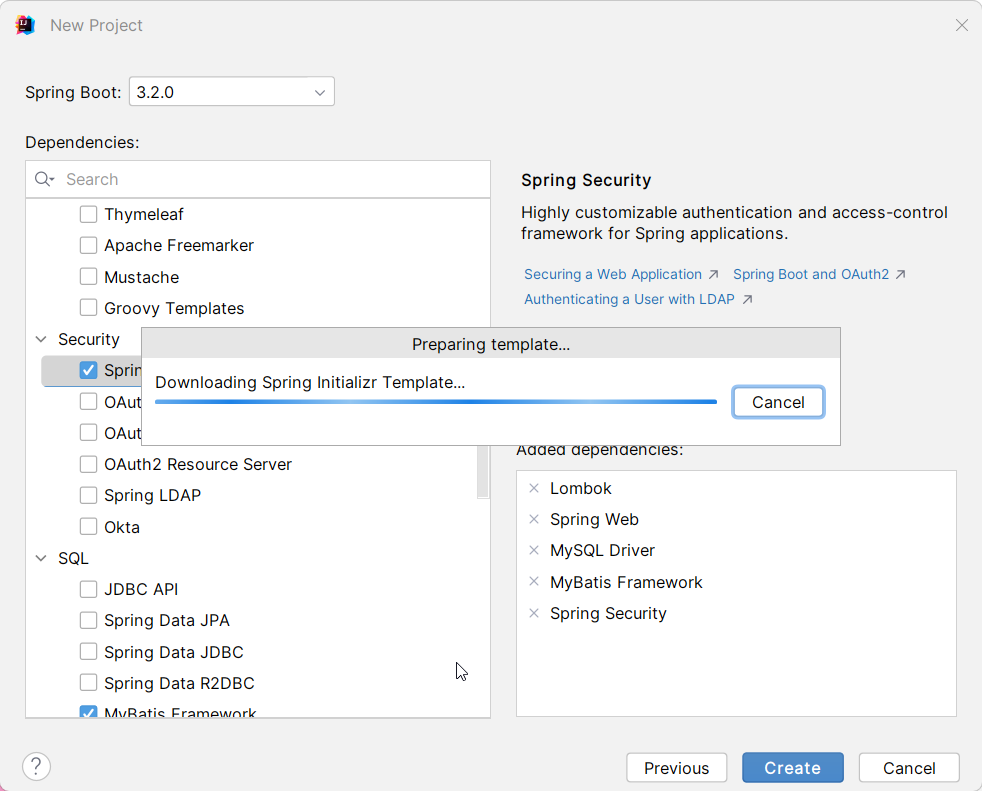 New Project
Spring Boot: 3.2.0
Dependencies:
Search
Thymeleaf
Apache Freemarker
Mustache
Groovy Templates
Security
OAuth2 Resource Server
Spring LDAP
Okta
SQL
JDBC API
Spring Data JPA
Spring Data JDBC
Spring Data R2DBC
MyBatis Framework
Spring Security
Highly customizable authentication and access-control
framework for Spring applications.
Securing a Web Application ↗ Spring Boot and OAuth2 ↗
Authenticating a User with LDAP ↗
Preparing template...
Downloading Spring Initializr Template...
Cancel
Added dependencies:
Lombok
Spring Web
MySQL Driver
MyBatis Framework
Spring Security
?
Previous
Create
Cancel